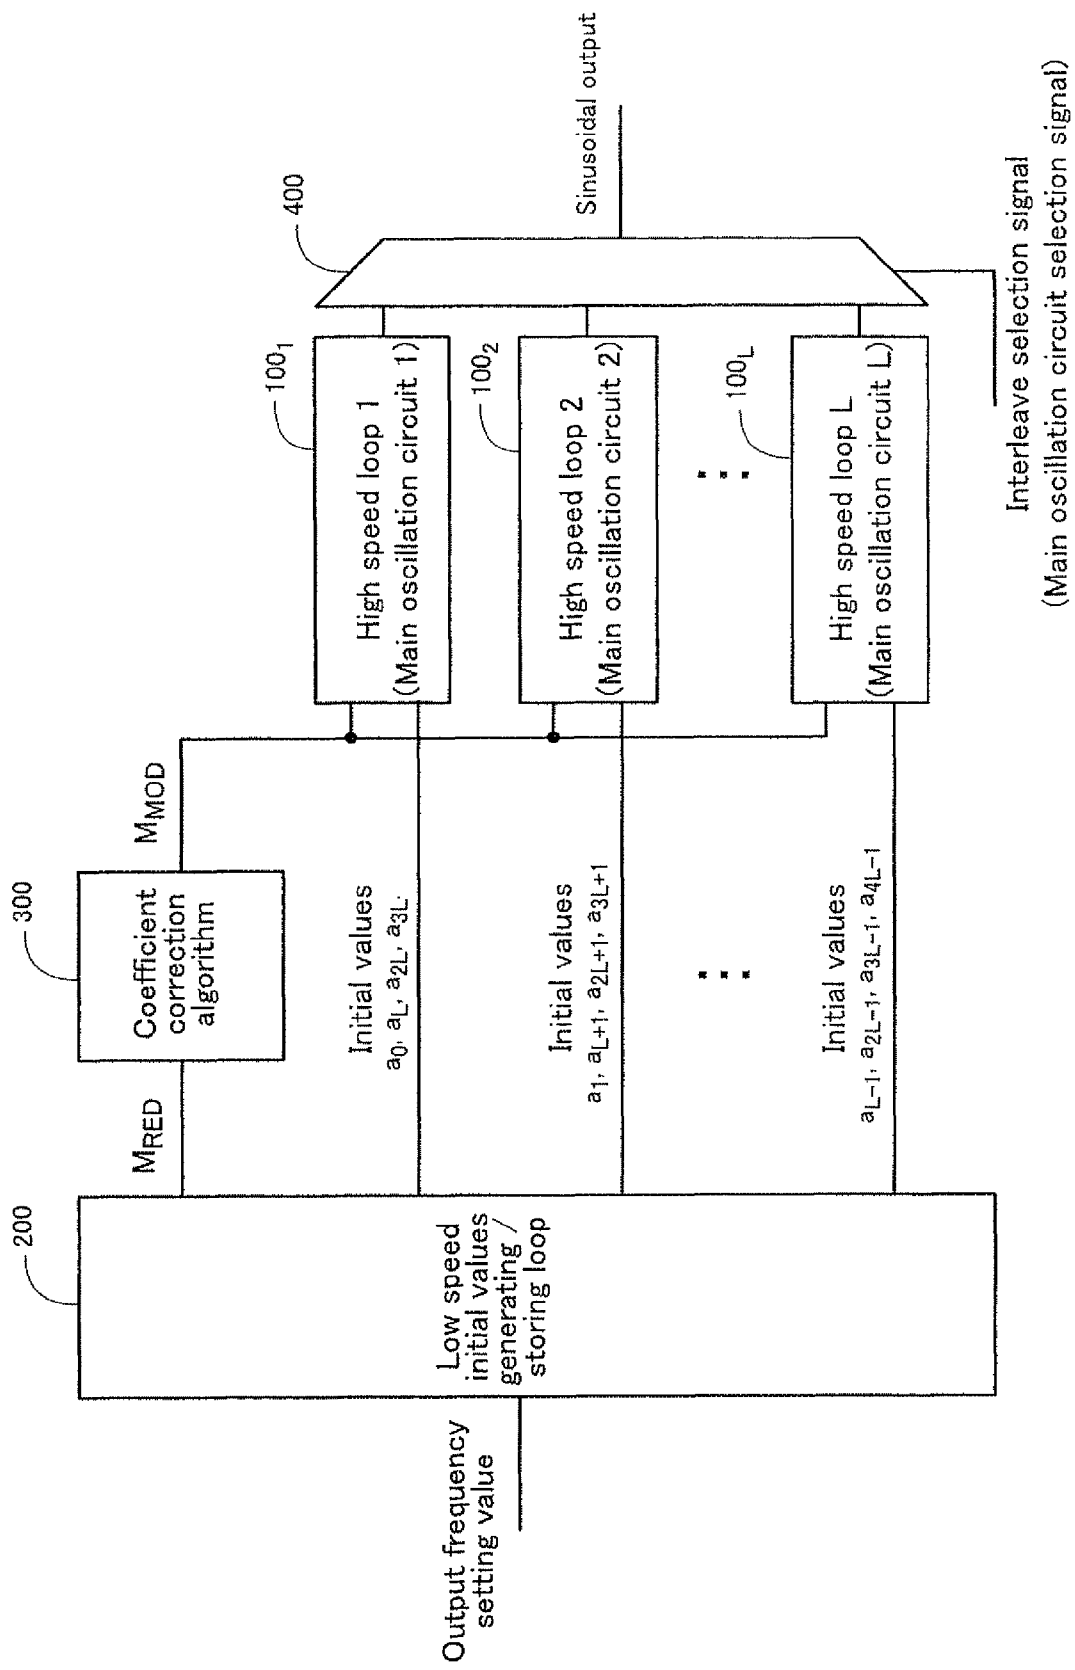 Output frequency
setting value
200
Low speed
initial values
generating /
storing loop
MRED
300
Coefficient
correction
algorithm
MMOD
Initial values
a0, aL, a2L, a3L.
Initial values
a1, aL+1, a2L+1, a3L+1
Initial values
aL−1, a2L−1, a3L−1, a4L−1
1001
High speed loop 1
(Main oscillation circuit 1)
1002
High speed loop 2
(Main oscillation circuit 2)
100L
High speed loop L
(Main oscillation circuit L)
400
Sinusoidal output
Interleave selection signal
(Main oscillation circuit selection signal)